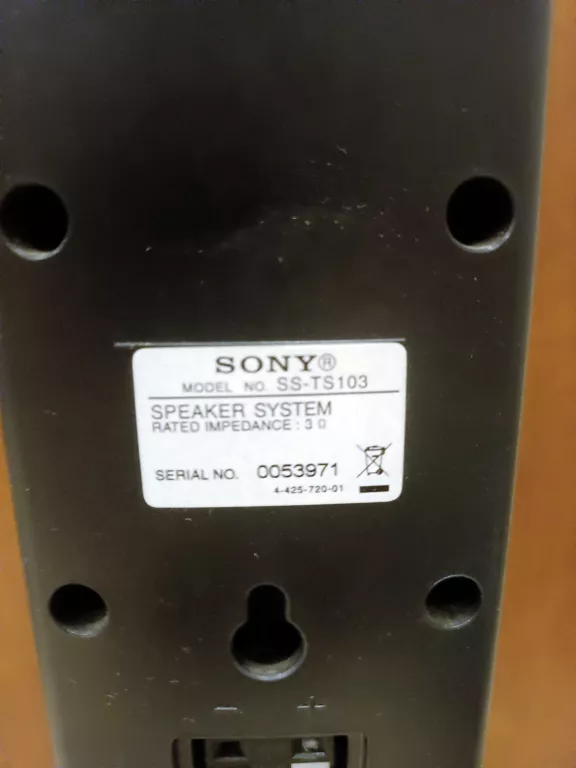 SONY®
MODEL NO. SS-TS103
SPEAKER SYSTEM
RATED IMPEDANCE : 3 Ω
SERIAL NO. 0053971
4-425-720-01
− +